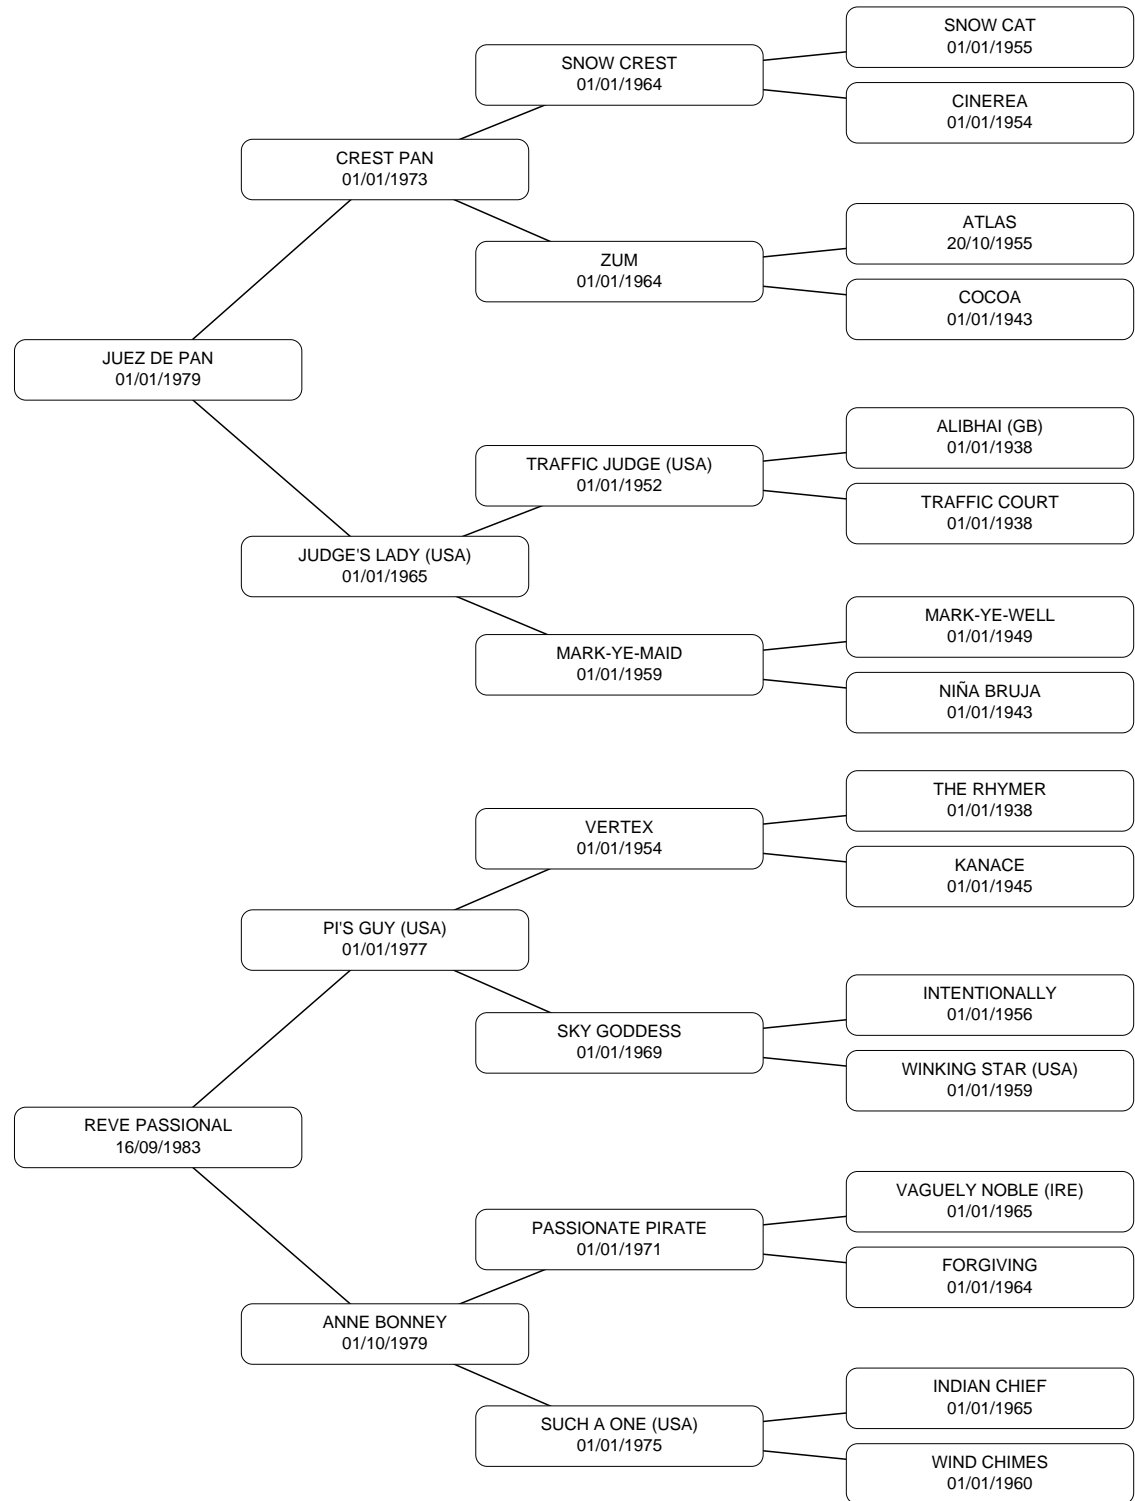 SNOW CAT
01/01/1955
SNOW CREST
01/01/1964
CINEREA
01/01/1954
CREST PAN
01/01/1973
ATLAS
20/10/1955
ZUM
01/01/1964
COCOA
01/01/1943
JUEZ DE PAN
01/01/1979
ALIBHAI (GB)
01/01/1938
TRAFFIC JUDGE (USA)
01/01/1952
TRAFFIC COURT
01/01/1938
JUDGE'S LADY (USA)
01/01/1965
MARK-YE-WELL
01/01/1949
MARK-YE-MAID
01/01/1959
NIÑA BRUJA
01/01/1943
THE RHYMER
01/01/1938
VERTEX
01/01/1954
KANACE
01/01/1945
PI'S GUY (USA)
01/01/1977
INTENTIONALLY
01/01/1956
SKY GODDESS
01/01/1969
WINKING STAR (USA)
01/01/1959
REVE PASSIONAL
16/09/1983
VAGUELY NOBLE (IRE)
01/01/1965
PASSIONATE PIRATE
01/01/1971
FORGIVING
01/01/1964
ANNE BONNEY
01/10/1979
INDIAN CHIEF
01/01/1965
SUCH A ONE (USA)
01/01/1975
WIND CHIMES
01/01/1960